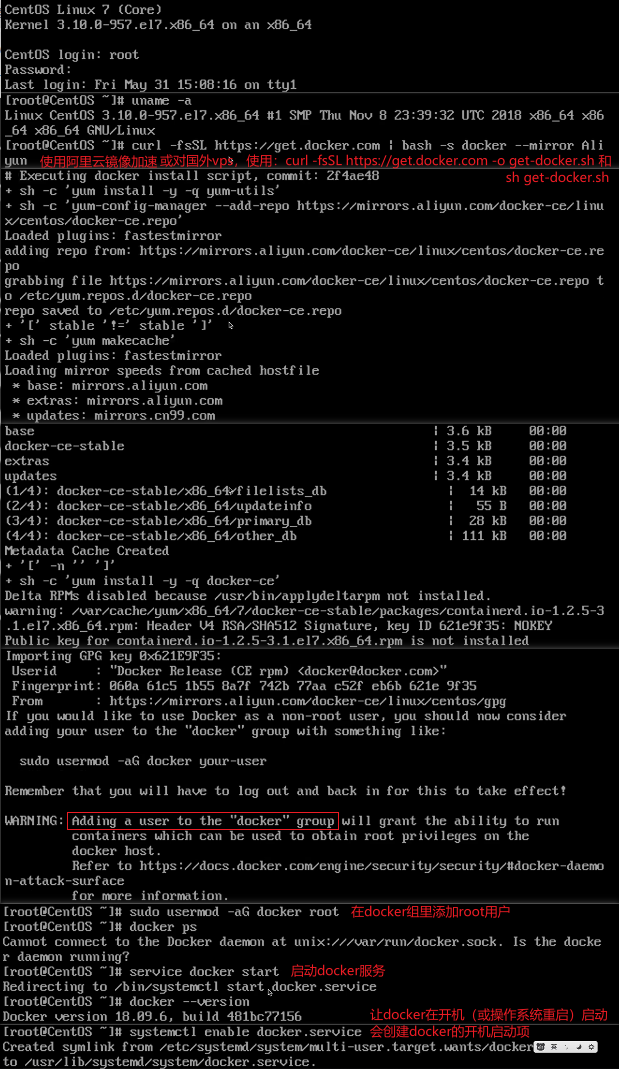 CentOS Linux 7 (Core)
Kernel 3.10.0-957.el7.x86_64 on an x86_64
CentOS login: root
Password:
Last login: Fri May 31 15:08:16 on tty1
[root@CentOS ~]# uname -a
Linux CentOS 3.10.0-957.el7.x86_64 #1 SMP Thu Nov 8 23:39:32 UTC 2018 x86_64 x86
_64 x86_64 GNU/Linux
[root@CentOS ~]# curl -fsSL https://get.docker.com | bash -s docker --mirror Ali
yun 使用阿里云镜像加速 或对国外vps，使用：curl -fsSL https://get.docker.com -o get-docker.sh 和
# Executing docker install script, commit: 2f4ae48 sh get-docker.sh
+ sh -c 'yum install -y -q yum-utils'
+ sh -c 'yum-config-manager --add-repo https://mirrors.aliyun.com/docker-ce/linu
x/centos/docker-ce.repo'
Loaded plugins: fastestmirror
adding repo from: https://mirrors.aliyun.com/docker-ce/linux/centos/docker-ce.re
po
grabbing file https://mirrors.aliyun.com/docker-ce/linux/centos/docker-ce.repo t
o /etc/yum.repos.d/docker-ce.repo
repo saved to /etc/yum.repos.d/docker-ce.repo
+ '[' stable '!=' stable ']'
+ sh -c 'yum makecache'
Loaded plugins: fastestmirror
Loading mirror speeds from cached hostfile
* base: mirrors.aliyun.com
* extras: mirrors.aliyun.com
* updates: mirrors.cn99.com
base | 3.6 kB 00:00
docker-ce-stable | 3.5 kB 00:00
extras | 3.4 kB 00:00
updates | 3.4 kB 00:00
(1/4): docker-ce-stable/x86_64/filelists_db | 14 kB 00:00
(2/4): docker-ce-stable/x86_64/updateinfo | 55 B 00:00
(3/4): docker-ce-stable/x86_64/primary_db | 28 kB 00:00
(4/4): docker-ce-stable/x86_64/other_db | 111 kB 00:00
Metadata Cache Created
+ '[' -n '' ']'
+ sh -c 'yum install -y -q docker-ce'
Delta RPMs disabled because /usr/bin/applydeltarpm not installed.
warning: /var/cache/yum/x86_64/7/docker-ce-stable/packages/containerd.io-1.2.5-3
.1.el7.x86_64.rpm: Header V4 RSA/SHA512 Signature, key ID 621e9f35: NOKEY
Public key for containerd.io-1.2.5-3.1.el7.x86_64.rpm is not installed
Importing GPG key 0x621E9F35:
Userid : "Docker Release (CE rpm) <docker@docker.com>"
Fingerprint: 060a 61c5 1b55 8a7f 742b 77aa c52f eb6b 621e 9f35
From : https://mirrors.aliyun.com/docker-ce/linux/centos/gpg
If you would like to use Docker as a non-root user, you should now consider
adding your user to the "docker" group with something like:
sudo usermod -aG docker your-user
Remember that you will have to log out and back in for this to take effect!
WARNING: Adding a user to the "docker" group will grant the ability to run
containers which can be used to obtain root privileges on the
docker host.
Refer to https://docs.docker.com/engine/security/security/#docker-daemo
n-attack-surface
for more information.
[root@CentOS ~]# sudo usermod -aG docker root 在docker组里添加root用户
[root@CentOS ~]# docker ps
Cannot connect to the Docker daemon at unix:///var/run/docker.sock. Is the docke
r daemon running?
[root@CentOS ~]# service docker start 启动docker服务
Redirecting to /bin/systemctl start docker.service
[root@CentOS ~]# docker --version
Docker version 18.09.6, build 481bc77156 让docker在开机（或操作系统重启）启动
[root@CentOS ~]# systemctl enable docker.service 会创建docker的开机启动项
Created symlink from /etc/systemd/system/multi-user.target.wants/docker 英
to /usr/lib/systemd/system/docker.service.